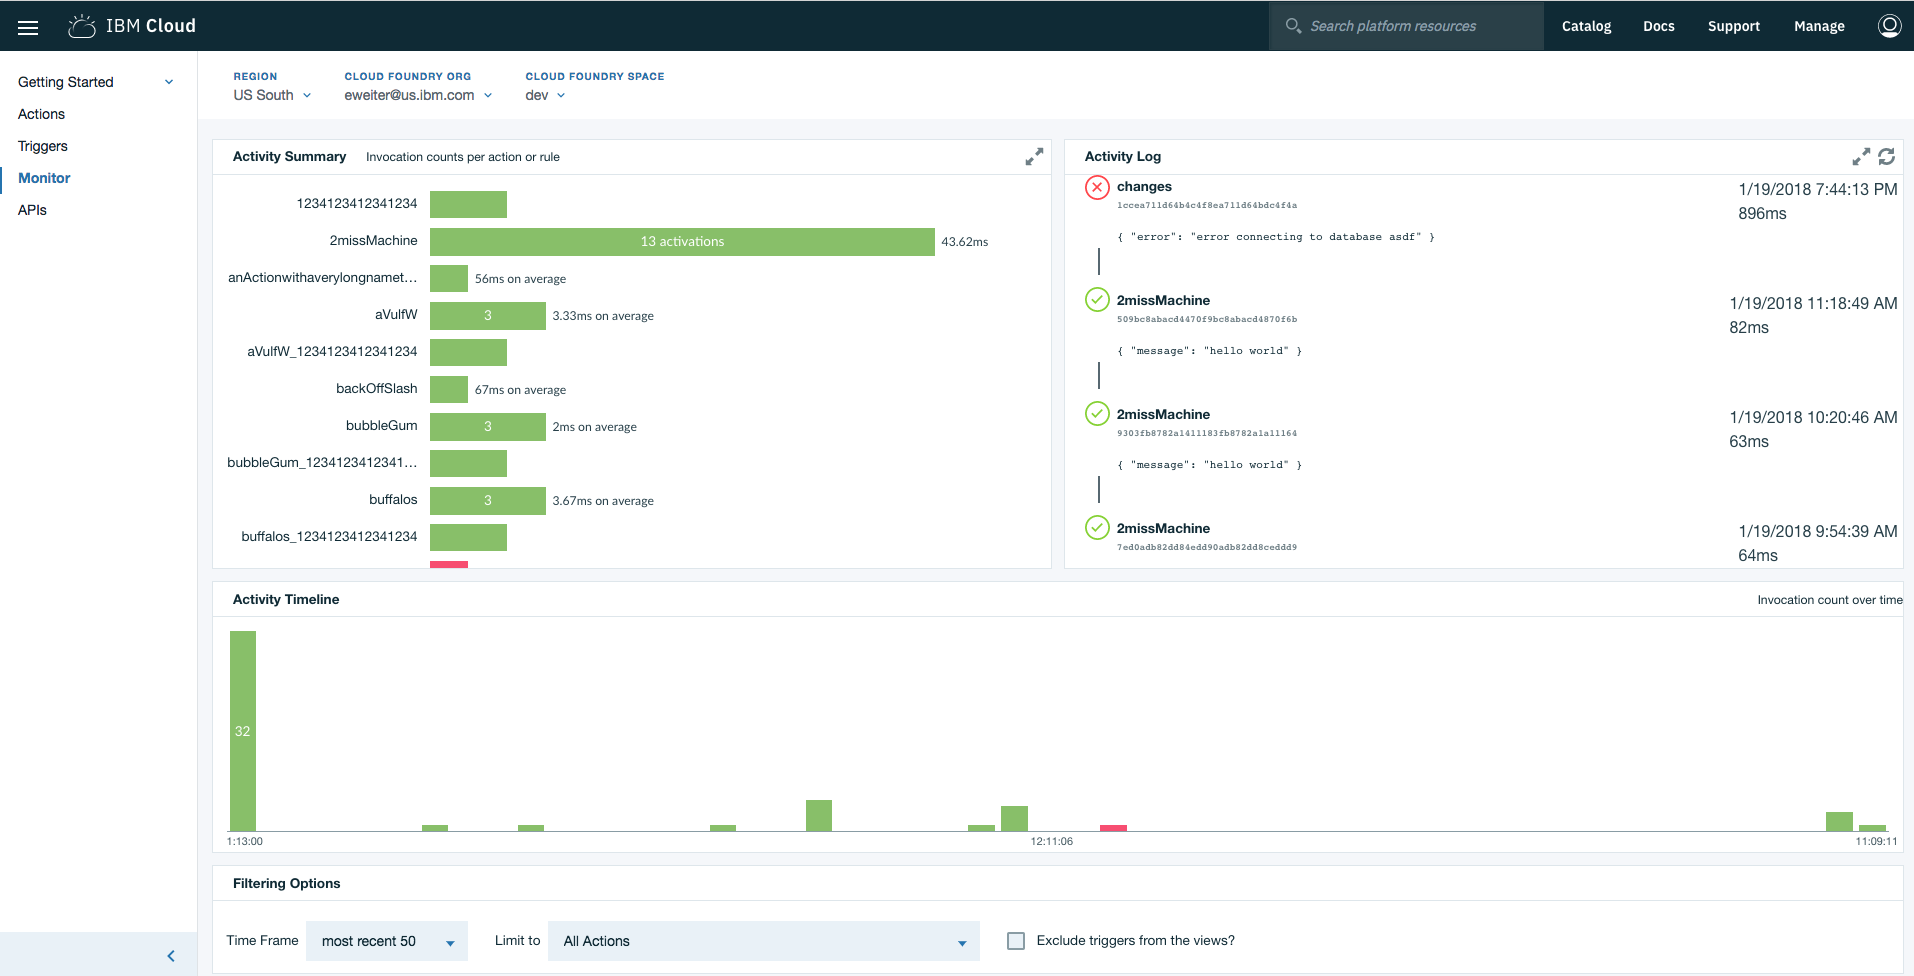 IBM Cloud
Search platform resources
Catalog
Docs
Support
Manage
Getting Started
Actions
Triggers
Monitor
APIs
REGION
US South
CLOUD FOUNDRY ORG
eweiter@us.ibm.com
CLOUD FOUNDRY SPACE
dev
Activity Summary
Invocation counts per action or rule
1234123412341234
2missMachine
13 activations
43.62ms
anActionwithaverylongnamet...
56ms on average
aVulfW
3
3.33ms on average
aVulfW_1234123412341234
backOffSlash
67ms on average
bubbleGum
3
2ms on average
bubbleGum_1234123412341...
buffalos
3
3.67ms on average
buffalos_1234123412341234
Activity Log
changes
1/19/2018 7:44:13 PM
1ccea711d64b4c4f8ea711d64bdc4f4a
896ms
{ "error": "error connecting to database asdf" }
2missMachine
1/19/2018 11:18:49 AM
509bc8abacd4470f9bc8abacd4870f6b
82ms
{ "message": "hello world" }
2missMachine
1/19/2018 10:20:46 AM
9303fb8782a1411183fb8782a1a11164
63ms
{ "message": "hello world" }
2missMachine
1/19/2018 9:54:39 AM
7ed0adb82dd84edd90adb82dd8ceddd9
64ms
Activity Timeline
Invocation count over time
32
1:13:00
12:11:06
11:09:11
Filtering Options
Time Frame
most recent 50
Limit to
All Actions
Exclude triggers from the views?